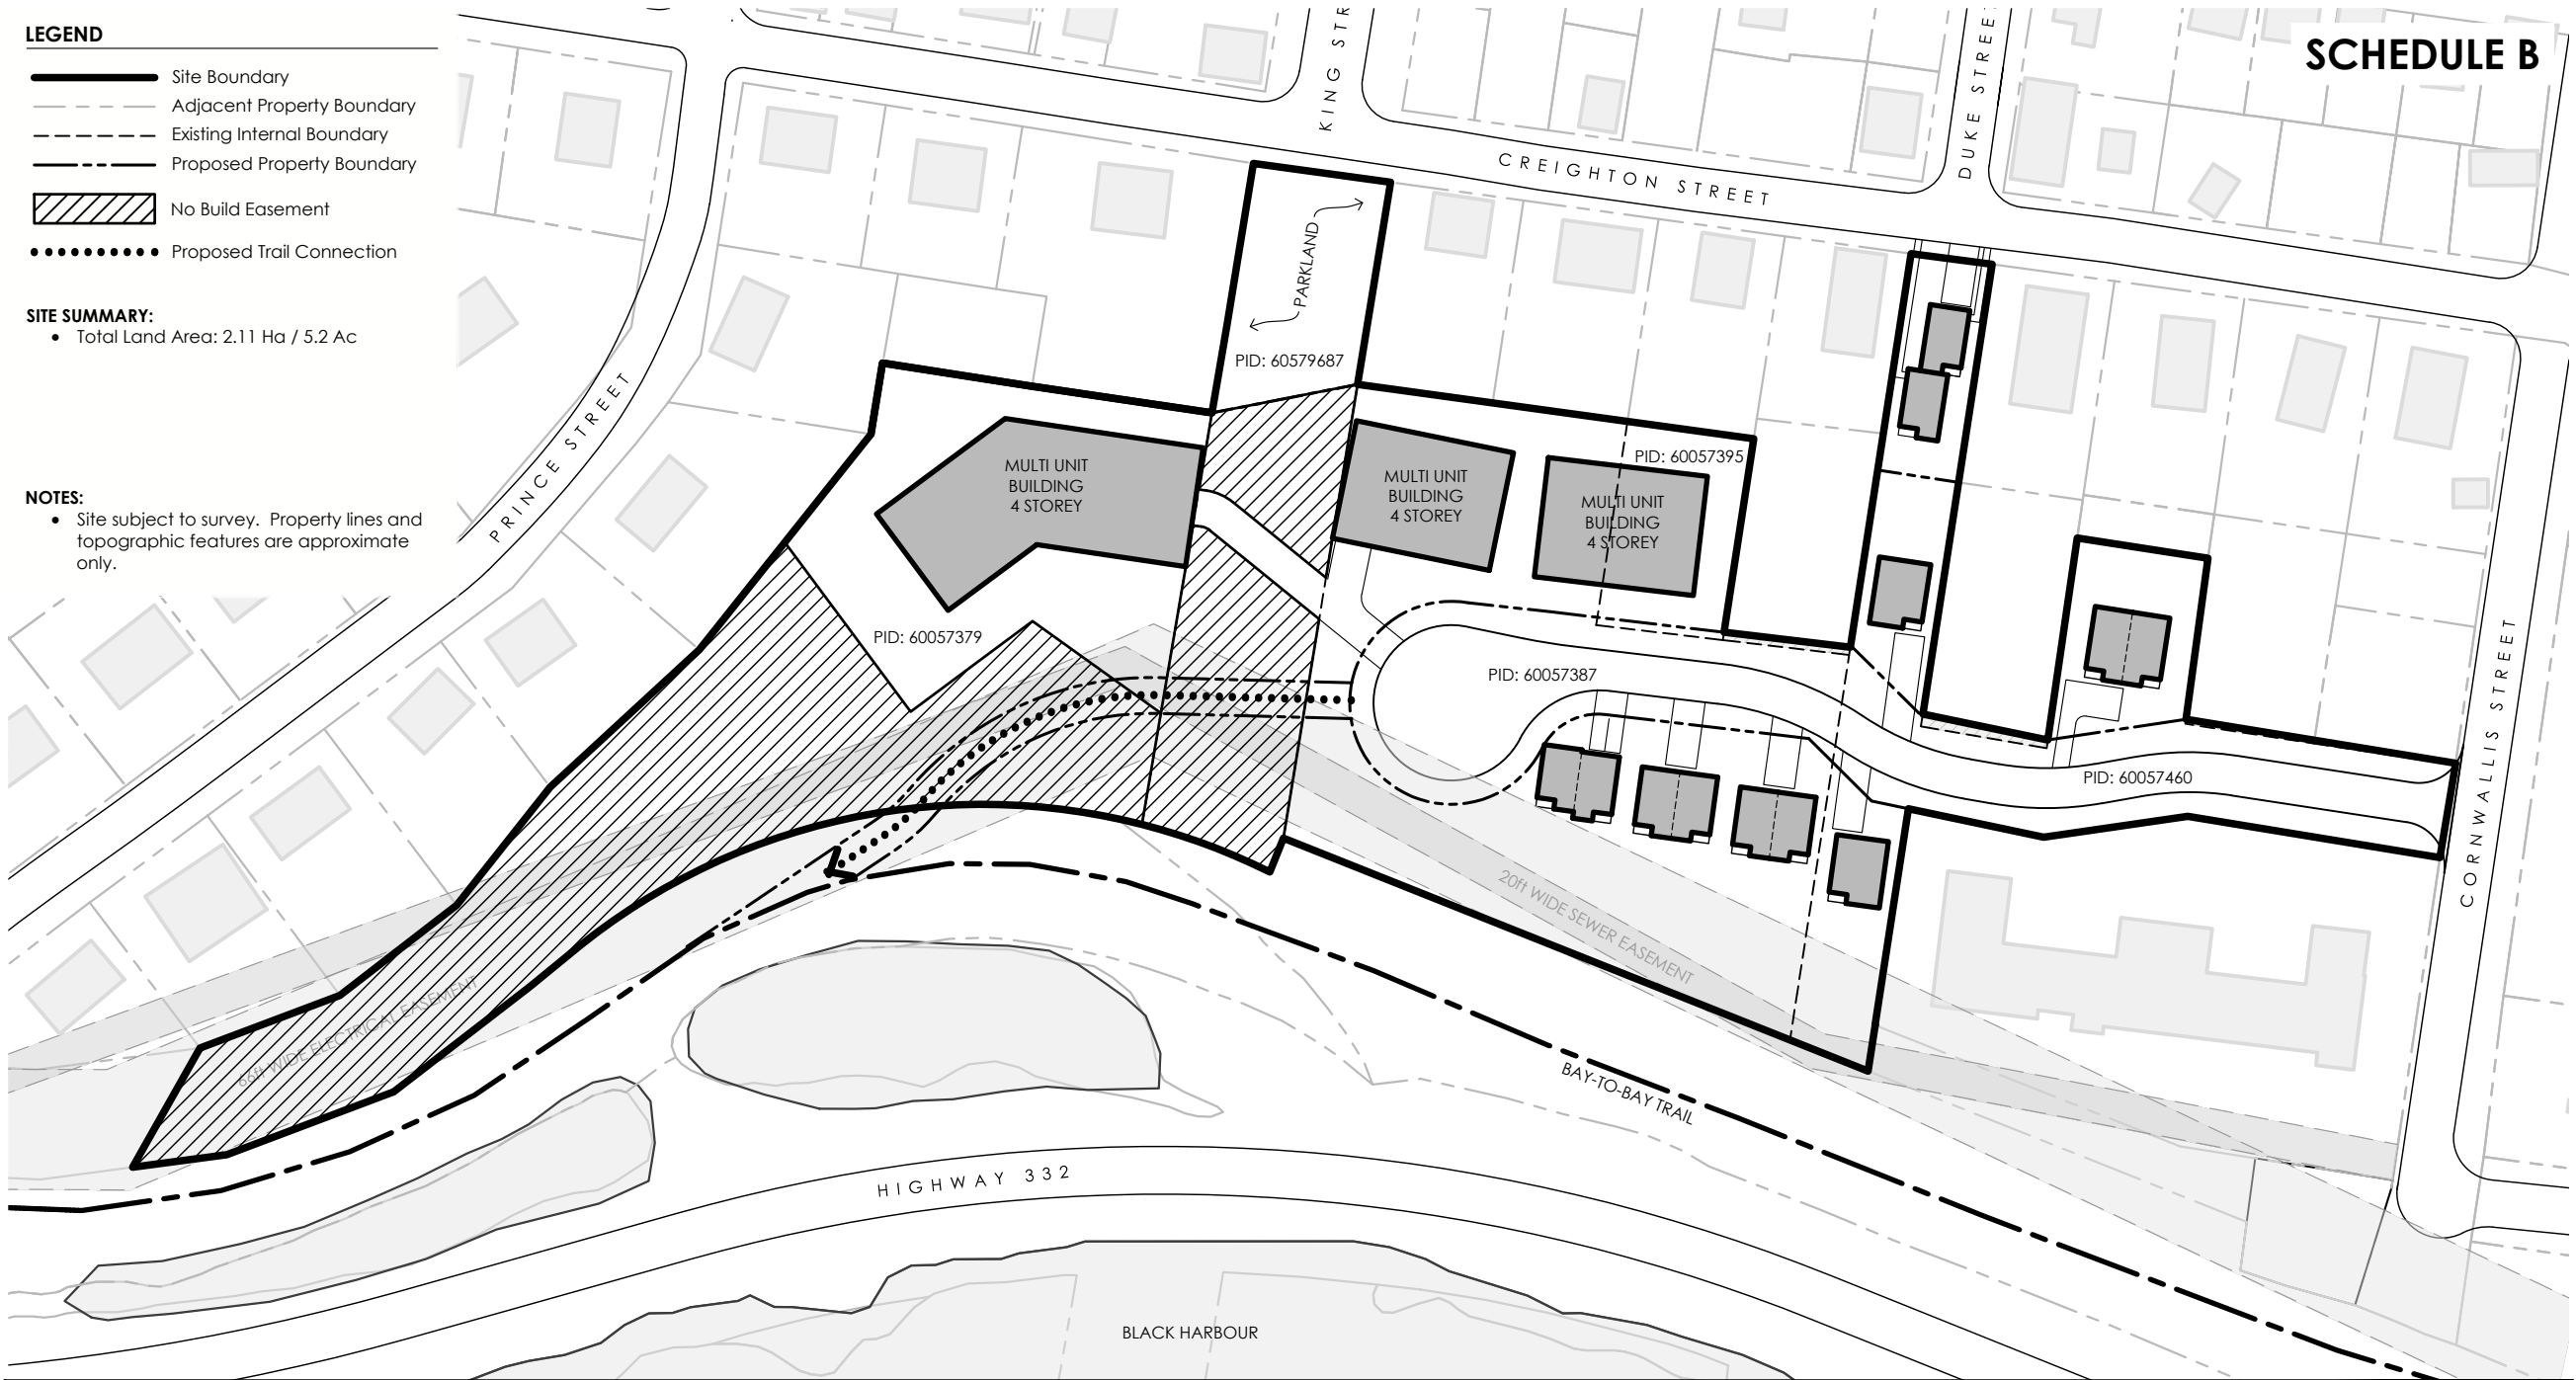 LEGEND
Site Boundary
Adjacent Property Boundary
Existing Internal Boundary
Proposed Property Boundary
No Build Easement
Proposed Trail Connection
SITE SUMMARY:
• Total Land Area: 2.11 Ha / 5.2 Ac
NOTES:
• Site subject to survey. Property lines and
topographic features are approximate
only.
SCHEDULE B
KING STR
DUKE STREET
CREIGHTON STREET
PRINCE STREET
CORNWALLIS STREET
PARKLAND
PID: 60579687
PID: 60057395
MULTI UNIT
BUILDING
4 STOREY
MULTI UNIT
BUILDING
4 STOREY
MULTI UNIT
BUILDING
4 STOREY
PID: 60057379
PID: 60057387
PID: 60057460
20ft WIDE SEWER EASEMENT
66ft WIDE ELECTRICAL EASEMENT
BAY-TO-BAY TRAIL
HIGHWAY 332
BLACK HARBOUR